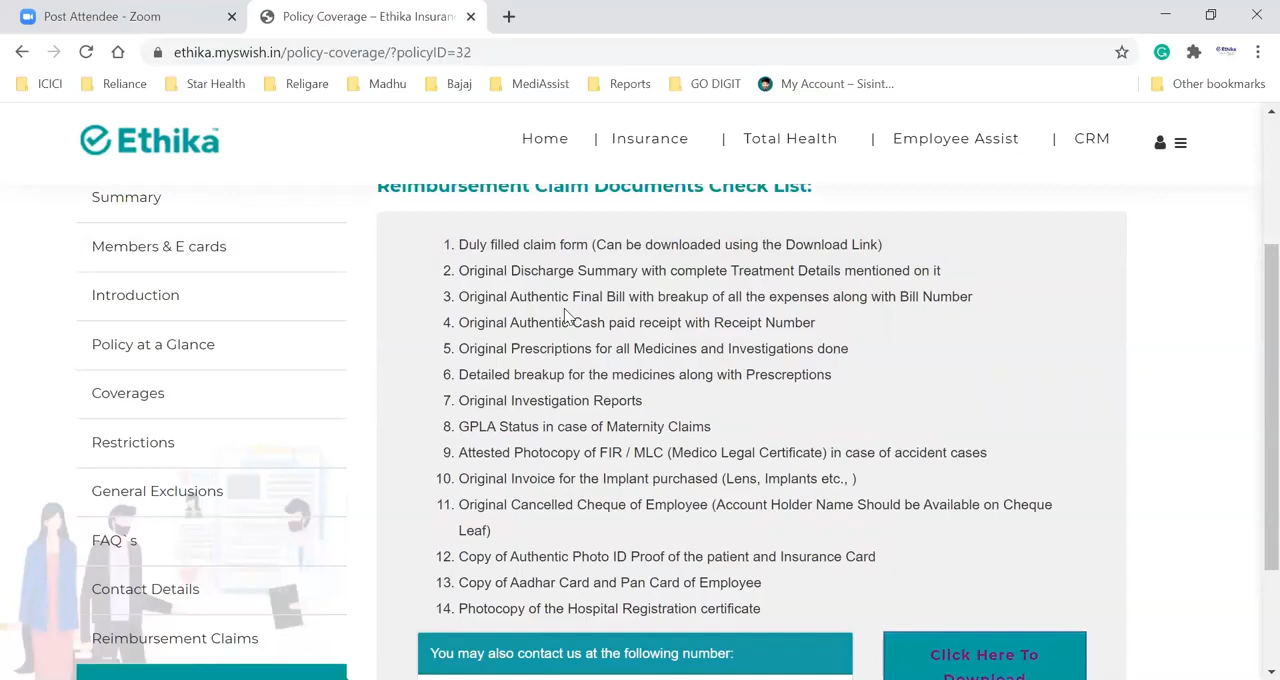 Post Attendee - Zoom
Policy Coverage – Ethika Insuran
ethika.myswish.in/policy-coverage/?policyID=32
ICICI
Reliance
Star Health
Religare
Madhu
Bajaj
MediAssist
Reports
GO DIGIT
My Account – Sisint...
Other bookmarks
Ethika
Home | Insurance | Total Health | Employee Assist | CRM
Reimbursement Claim Documents Check List:
Summary
Members & E cards
Introduction
Policy at a Glance
Coverages
Restrictions
General Exclusions
FAQ`s
Contact Details
Reimbursement Claims
1. Duly filled claim form (Can be downloaded using the Download Link)
2. Original Discharge Summary with complete Treatment Details mentioned on it
3. Original Authentic Final Bill with breakup of all the expenses along with Bill Number
4. Original Authentic Cash paid receipt with Receipt Number
5. Original Prescriptions for all Medicines and Investigations done
6. Detailed breakup for the medicines along with Prescreptions
7. Original Investigation Reports
8. GPLA Status in case of Maternity Claims
9. Attested Photocopy of FIR / MLC (Medico Legal Certificate) in case of accident cases
10. Original Invoice for the Implant purchased (Lens, Implants etc., )
11. Original Cancelled Cheque of Employee (Account Holder Name Should be Available on Cheque
Leaf)
12. Copy of Authentic Photo ID Proof of the patient and Insurance Card
13. Copy of Aadhar Card and Pan Card of Employee
14. Photocopy of the Hospital Registration certificate
You may also contact us at the following number:
Click Here To
Download